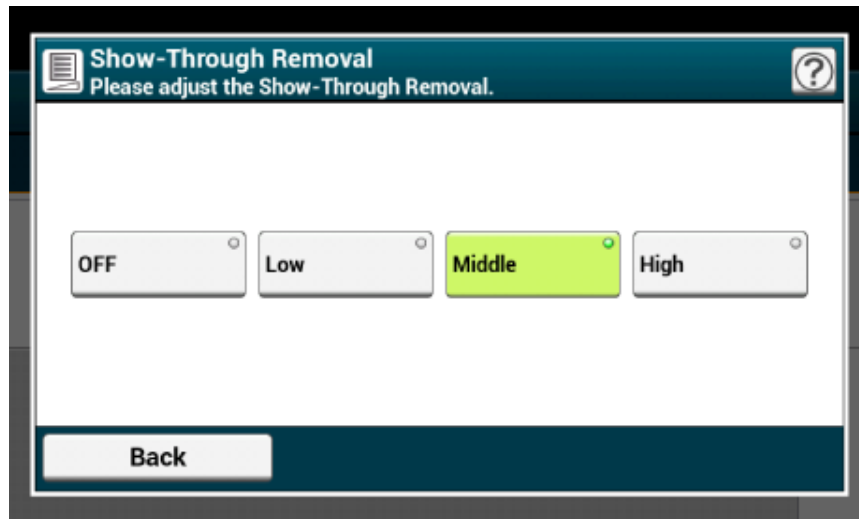 Show-Through Removal
Please adjust the Show-Through Removal.
?
OFF
Low
Middle
High
Back